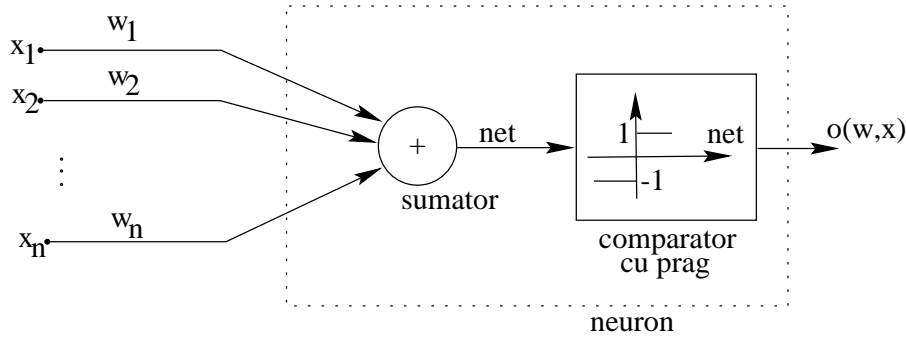 x1
w1
x2
w2
⋮
xn
wn
+
sumator
net
1
net
-1
comparator
cu prag
o(w,x)
neuron